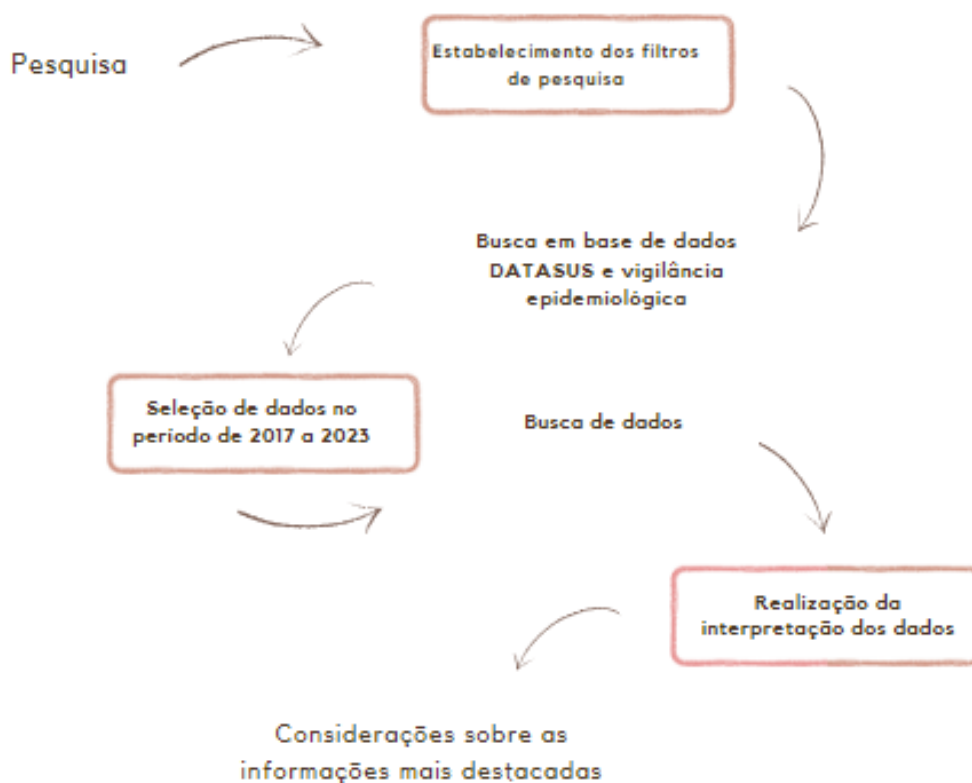 Pesquisa
Estabelecimento dos filtros
de pesquisa
Busca em base de dados
DATASUS e vigilância
epidemiológica
Seleção de dados no
período de 2017 a 2023
Busca de dados
Realização da
interpretação dos dados
Considerações sobre as
informações mais destacadas